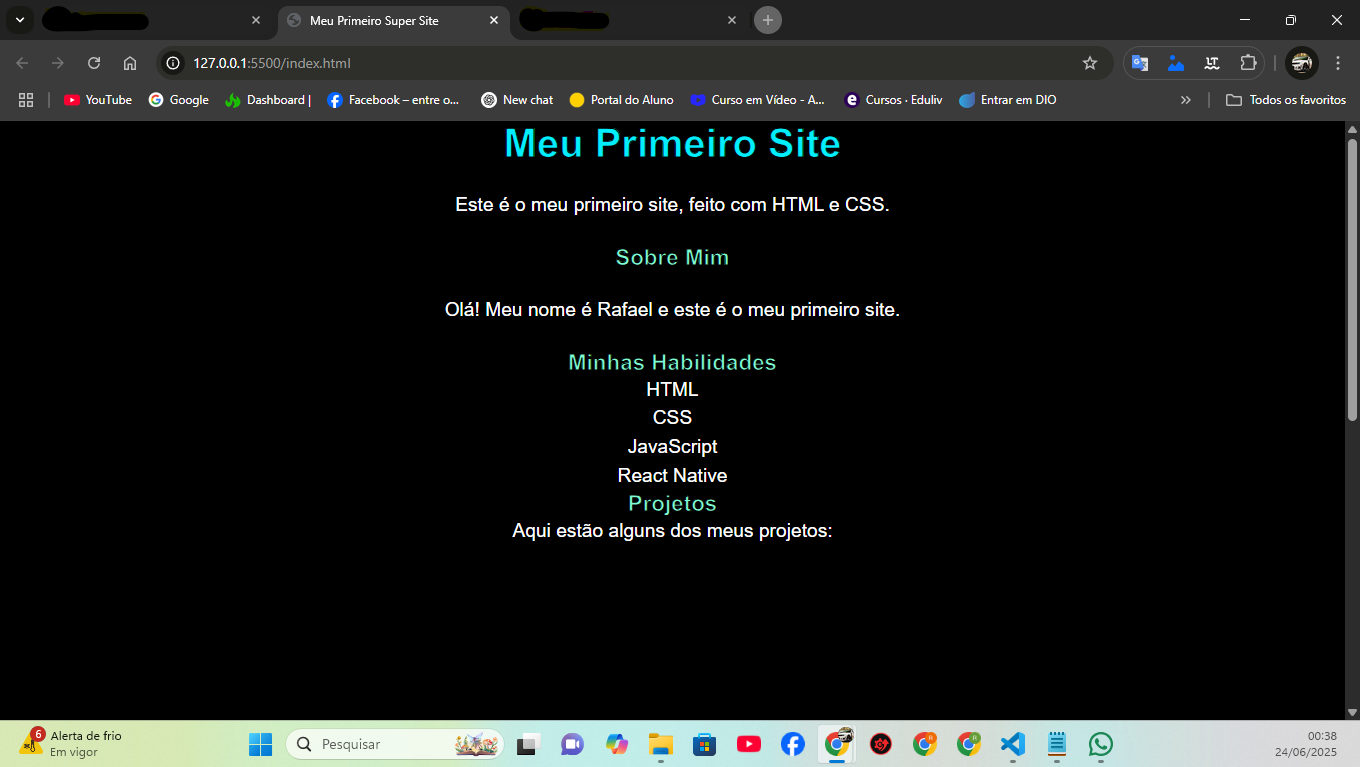 Meu Primeiro Super Site
127.0.0.1:5500/index.html
YouTube
Google
Dashboard |
Facebook – entre o...
New chat
Portal do Aluno
Curso em Vídeo - A...
Cursos · Eduliv
Entrar em DIO
Todos os favoritos
Meu Primeiro Site
Este é o meu primeiro site, feito com HTML e CSS.
Sobre Mim
Olá! Meu nome é Rafael e este é o meu primeiro site.
Minhas Habilidades
HTML
CSS
JavaScript
React Native
Projetos
Aqui estão alguns dos meus projetos:
6
Alerta de frio
Em vigor
Pesquisar
00:38
24/06/2025